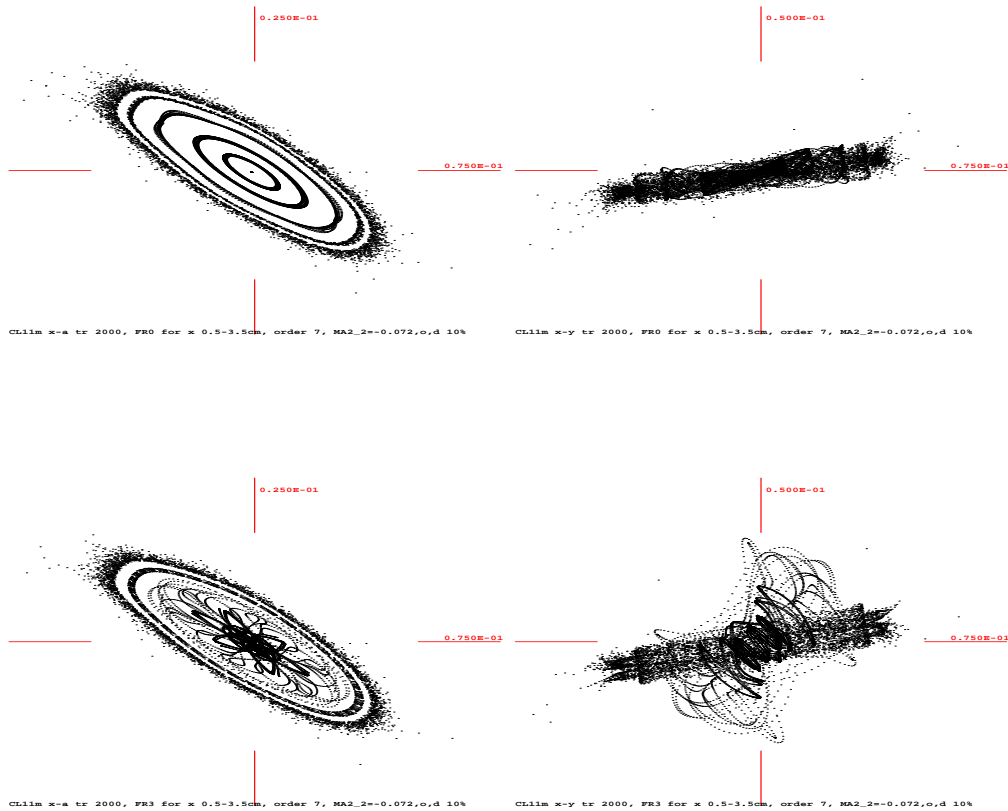 0.250E-01
0.500E-01
0.750E-01
0.750E-01
CL11m x-a tr 2000, FR0 for x 0.5-3.5cm, order 7, MA2_2=-0.072,o,d 10%
CL11m x-y tr 2000, FR0 for x 0.5-3.5cm, order 7, MA2_2=-0.072,o,d 10%
0.250E-01
0.500E-01
0.750E-01
0.750E-01
CL11m x-a tr 2000, FR3 for x 0.5-3.5cm, order 7, MA2_2=-0.072,o,d 10%
CL11m x-y tr 2000, FR3 for x 0.5-3.5cm, order 7, MA2_2=-0.072,o,d 10%